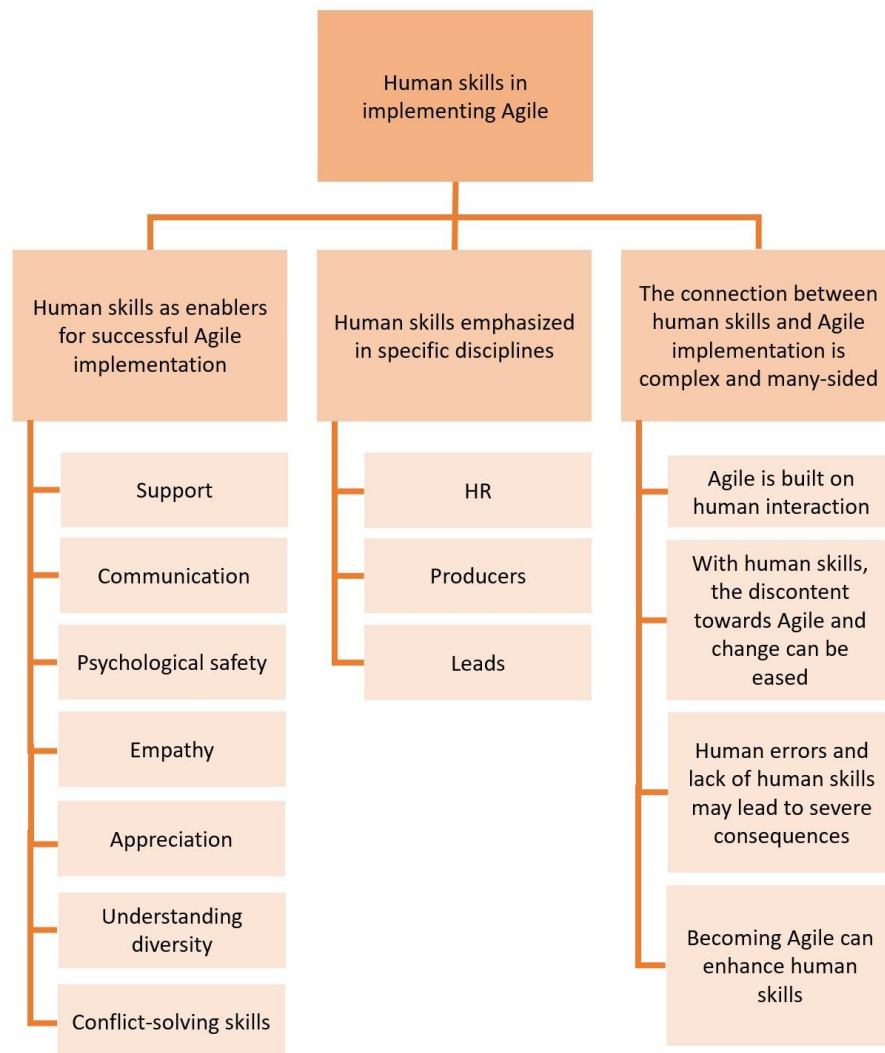 Human skills in
implementing Agile
Human skills as enablers
for successful Agile
implementation
Support
Communication
Psychological safety
Empathy
Appreciation
Understanding
diversity
Conflict-solving skills
Human skills emphasized
in specific disciplines
HR
Producers
Leads
The connection between
human skills and Agile
implementation is
complex and many-sided
Agile is built on
human interaction
With human skills,
the discontent
towards Agile and
change can be
eased
Human errors and
lack of human skills
may lead to severe
consequences
Becoming Agile can
enhance human
skills